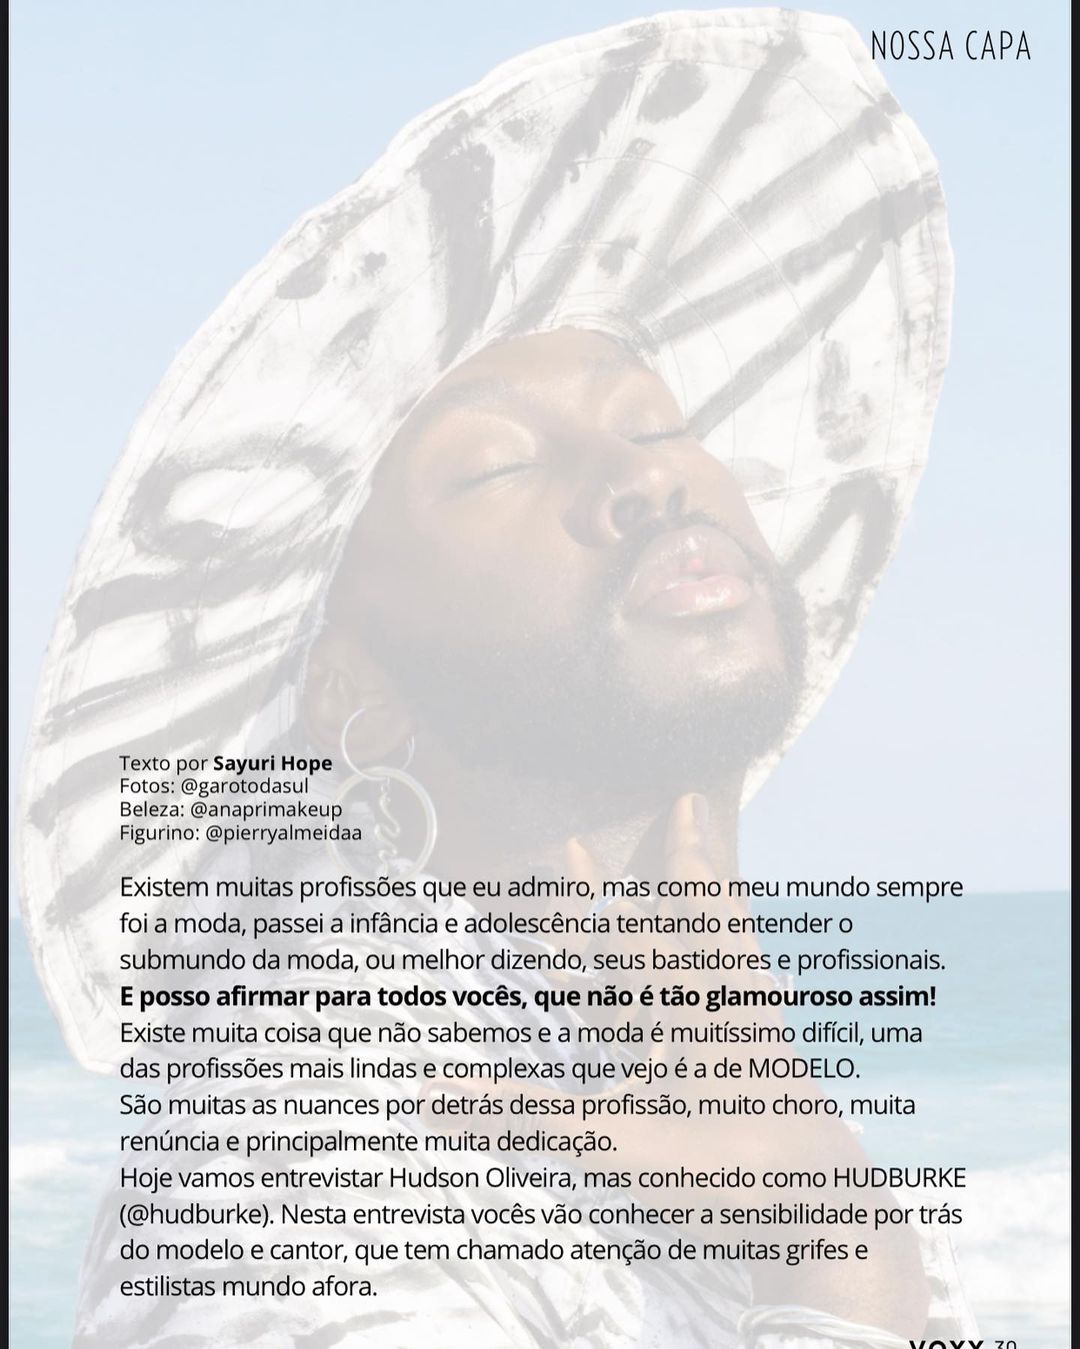 NOSSA CAPA
Texto por Sayuri Hope
Fotos: @garotodasul
Beleza: @anaprimakeup
Figurino: @pierryalmeidaa
Existem muitas profissões que eu admiro, mas como meu mundo sempre
foi a moda, passei a infância e adolescência tentando entender o
submundo da moda, ou melhor dizendo, seus bastidores e profissionais.
E posso afirmar para todos vocês, que não é tão glamouroso assim!
Existe muita coisa que não sabemos e a moda é muitíssimo difícil, uma
das profissões mais lindas e complexas que vejo é a de MODELO.
São muitas as nuances por detrás dessa profissão, muito choro, muita
renúncia e principalmente muita dedicação.
Hoje vamos entrevistar Hudson Oliveira, mas conhecido como HUDBURKE
(@hudburke). Nesta entrevista vocês vão conhecer a sensibilidade por trás
do modelo e cantor, que tem chamado atenção de muitas grifes e
estilistas mundo afora.